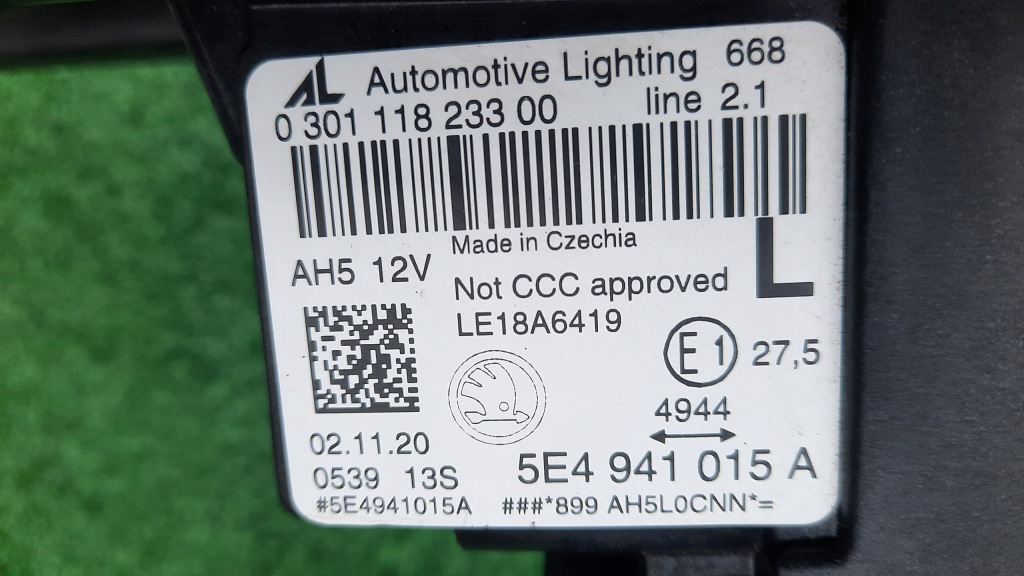 AL Automotive Lighting 668
0 301 118 233 00 line 2.1
Made in Czechia
AH5 12V
Not CCC approved L
LE18A6419
E1 27,5
4944
02.11.20
0539 13S 5E4 941 015 A
#5E4941015A ###*899 AH5L0CNN*=